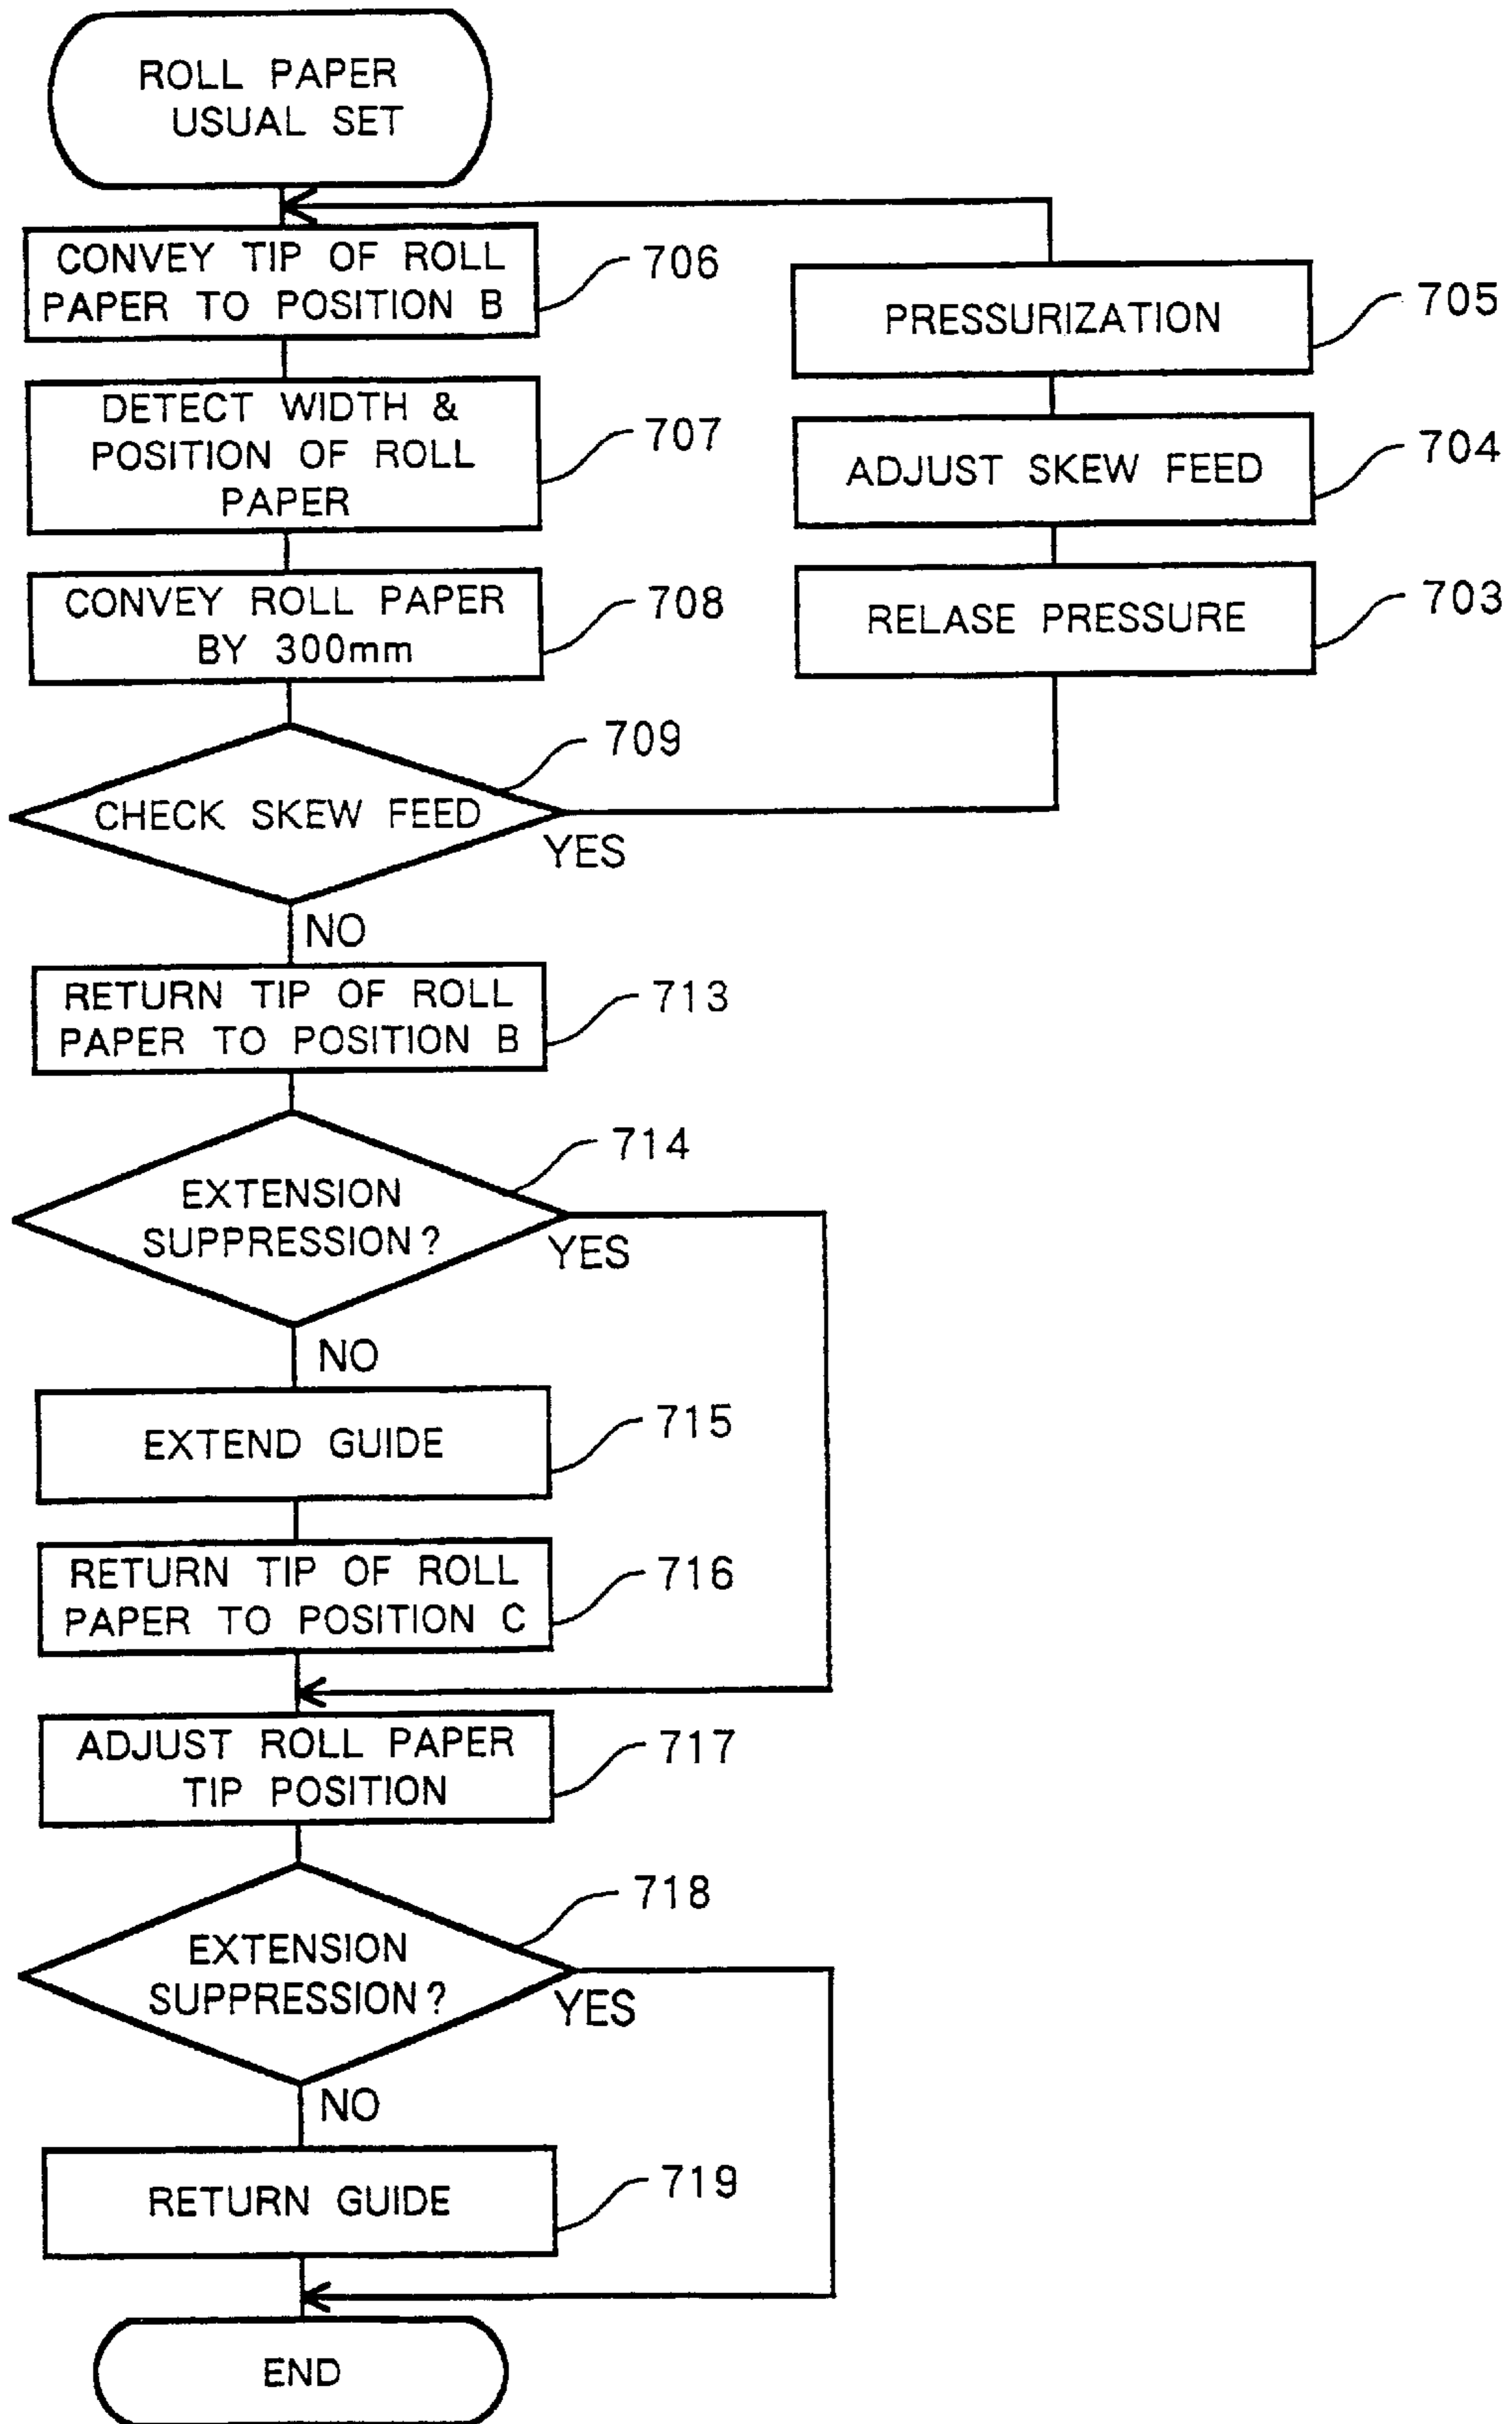 ROLL PAPER
USUAL SET
CONVEY TIP OF ROLL
PAPER TO POSITION B
706
DETECT WIDTH &
POSITION OF ROLL
PAPER
707
CONVEY ROLL PAPER
BY 300mm
708
PRESSURIZATION
705
ADJUST SKEW FEED
704
RELASE PRESSURE
703
CHECK SKEW FEED
709
YES
NO
RETURN TIP OF ROLL
PAPER TO POSITION B
713
EXTENSION
SUPPRESSION?
714
YES
NO
EXTEND GUIDE
715
RETURN TIP OF ROLL
PAPER TO POSITION C
716
ADJUST ROLL PAPER
TIP POSITION
717
EXTENSION
SUPPRESSION?
718
YES
NO
RETURN GUIDE
719
END